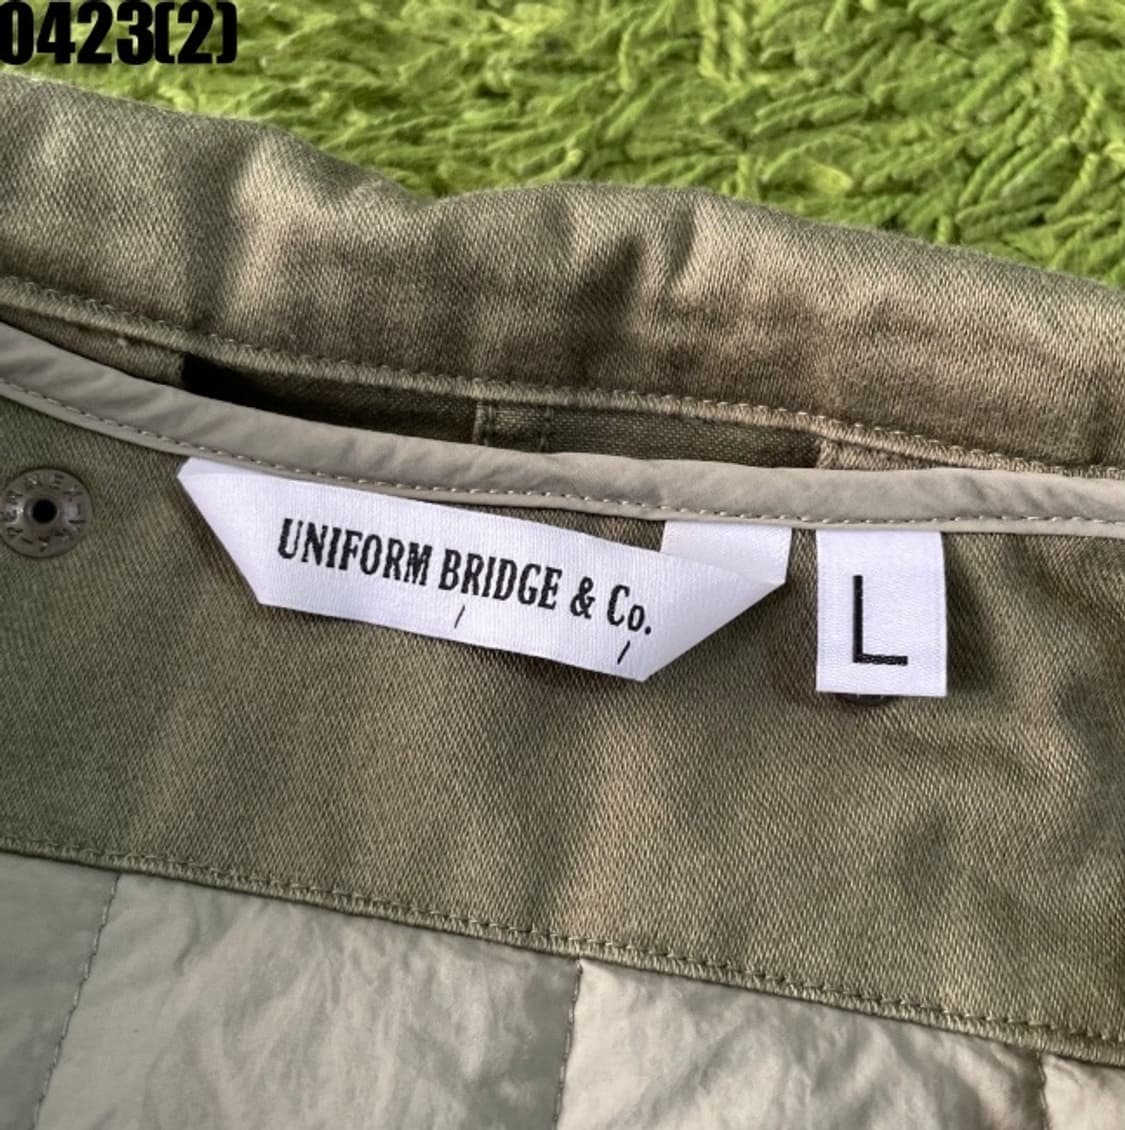 0423(2)
UNIFORM BRIDGE & Co.
L